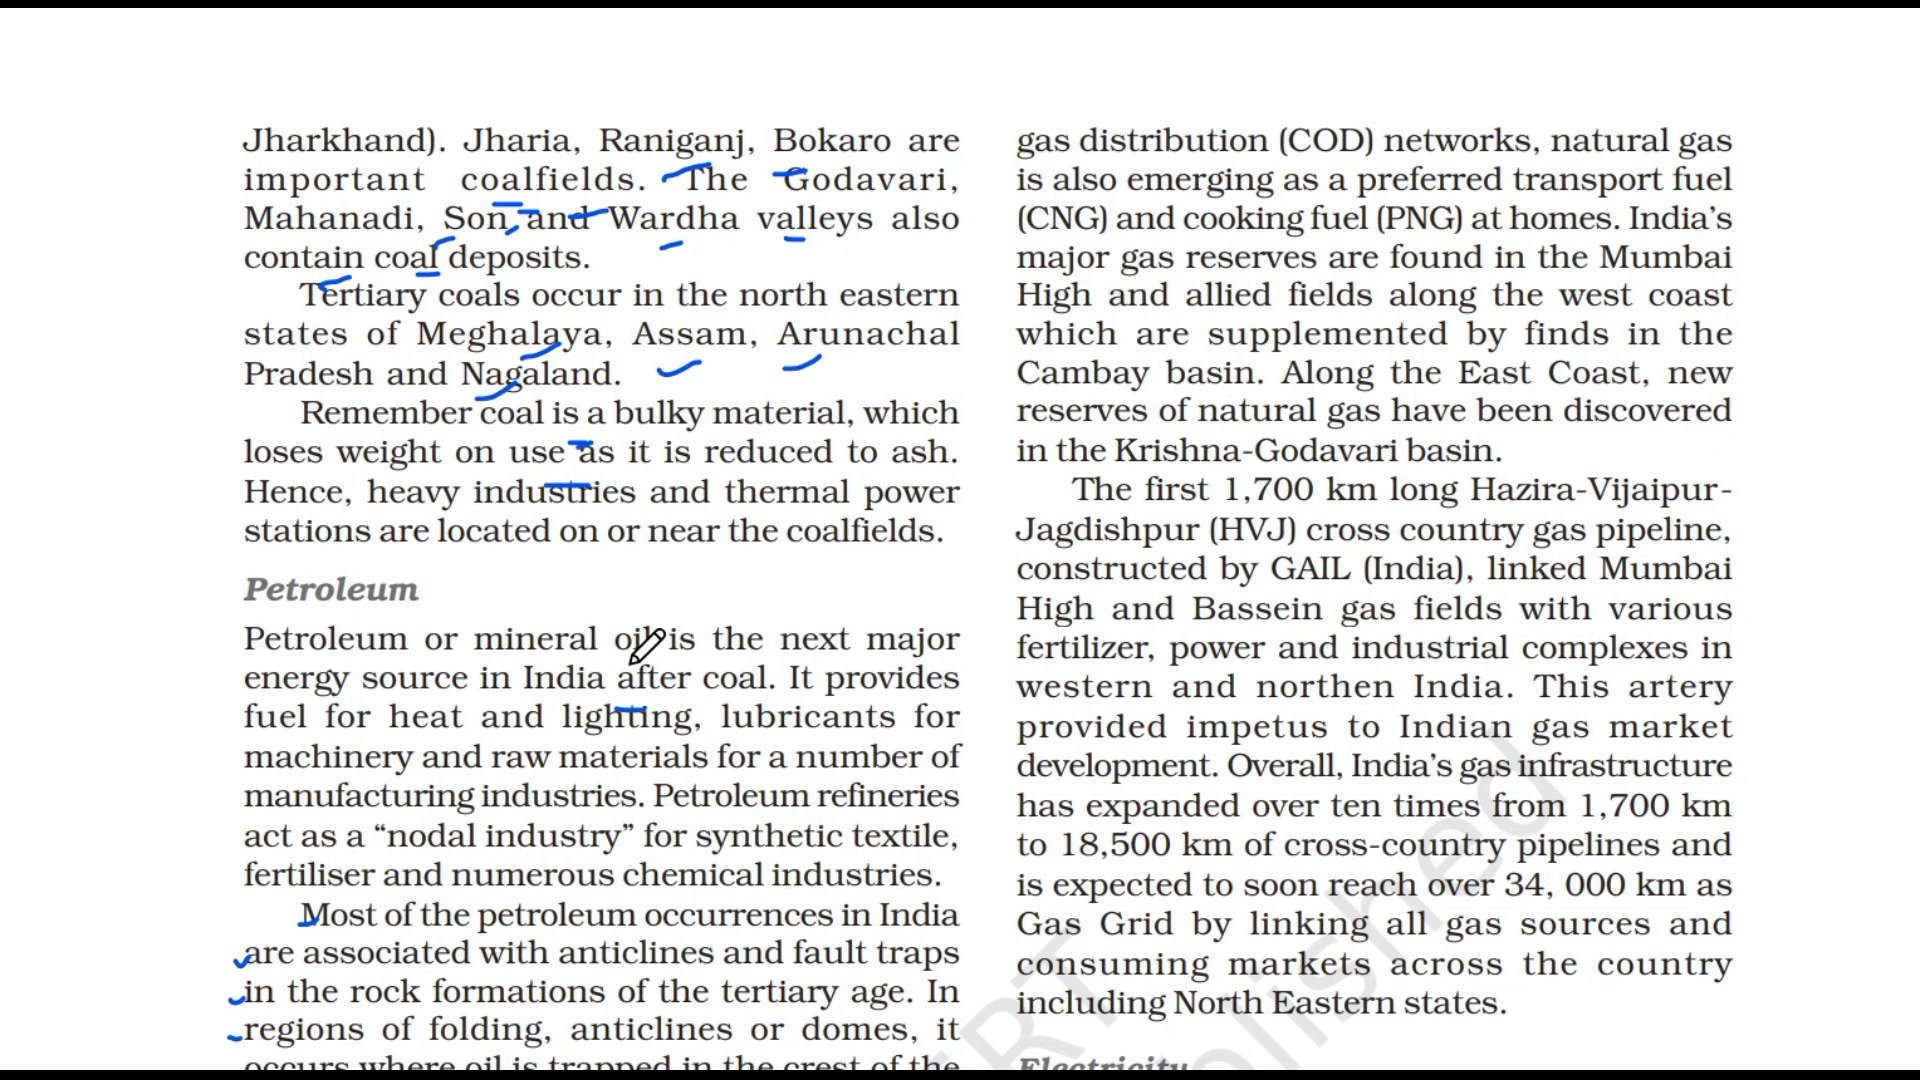 Jharkhand). Jharia, Raniganj, Bokaro are
important coalfields. The Godavari,
Mahanadi, Son and Wardha valleys also
contain coal deposits.
Tertiary coals occur in the north eastern
states of Meghalaya, Assam, Arunachal
Pradesh and Nagaland.
Remember coal is a bulky material, which
loses weight on use as it is reduced to ash.
Hence, heavy industries and thermal power
stations are located on or near the coalfields.
Petroleum
Petroleum or mineral oil is the next major
energy source in India after coal. It provides
fuel for heat and lighting, lubricants for
machinery and raw materials for a number of
manufacturing industries. Petroleum refineries
act as a “nodal industry” for synthetic textile,
fertiliser and numerous chemical industries.
Most of the petroleum occurrences in India
are associated with anticlines and fault traps
in the rock formations of the tertiary age. In
regions of folding, anticlines or domes, it
occurs where oil is trapped in the crest of the
gas distribution (COD) networks, natural gas
is also emerging as a preferred transport fuel
(CNG) and cooking fuel (PNG) at homes. India’s
major gas reserves are found in the Mumbai
High and allied fields along the west coast
which are supplemented by finds in the
Cambay basin. Along the East Coast, new
reserves of natural gas have been discovered
in the Krishna-Godavari basin.
The first 1,700 km long Hazira-Vijaipur-
Jagdishpur (HVJ) cross country gas pipeline,
constructed by GAIL (India), linked Mumbai
High and Bassein gas fields with various
fertilizer, power and industrial complexes in
western and northen India. This artery
provided impetus to Indian gas market
development. Overall, India’s gas infrastructure
has expanded over ten times from 1,700 km
to 18,500 km of cross-country pipelines and
is expected to soon reach over 34, 000 km as
Gas Grid by linking all gas sources and
consuming markets across the country
including North Eastern states.
Electricity